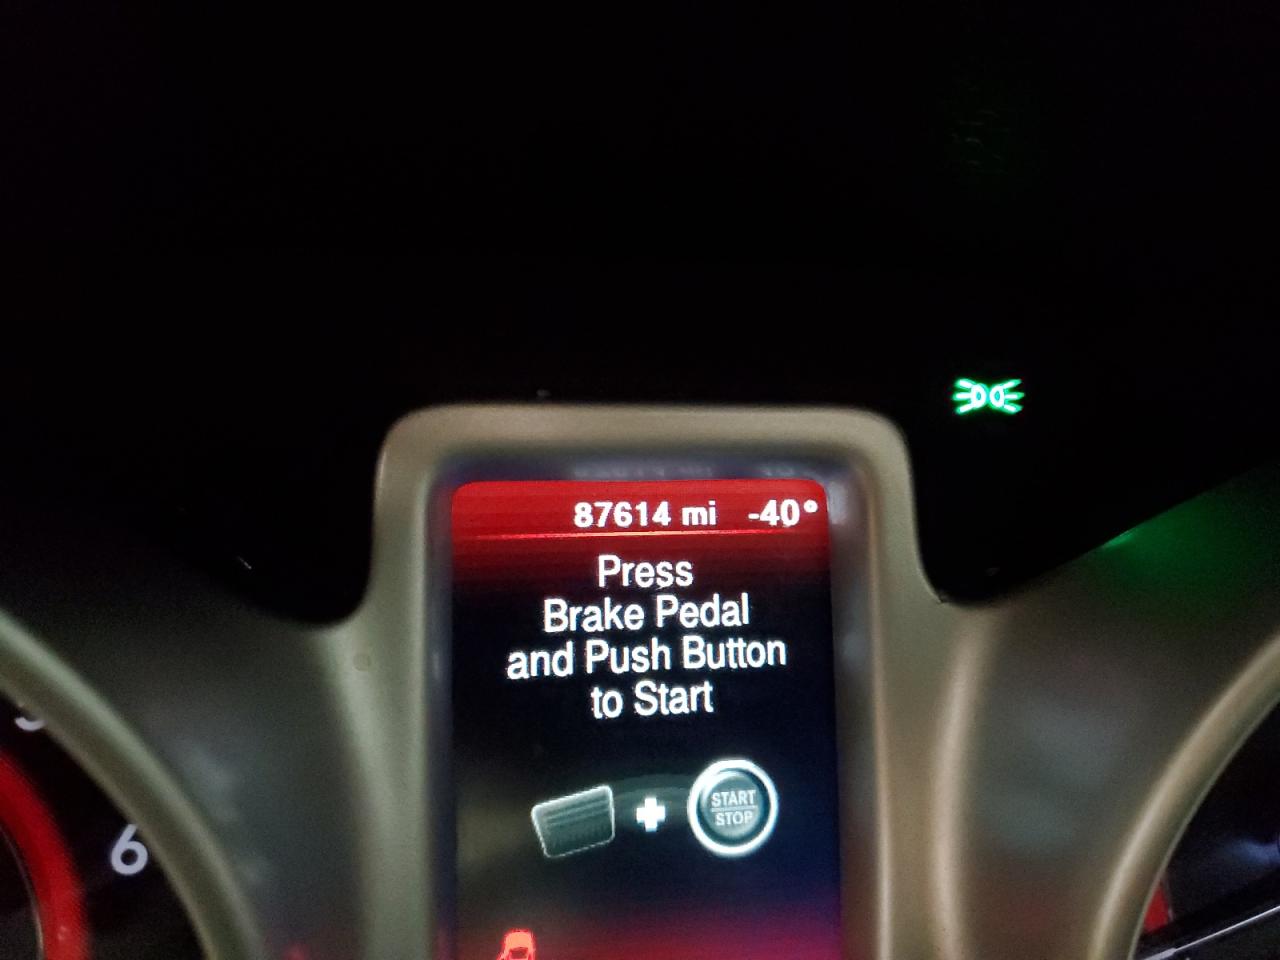 87614 mi -40°
Press
Brake Pedal
and Push Button
to Start
START
STOP
6